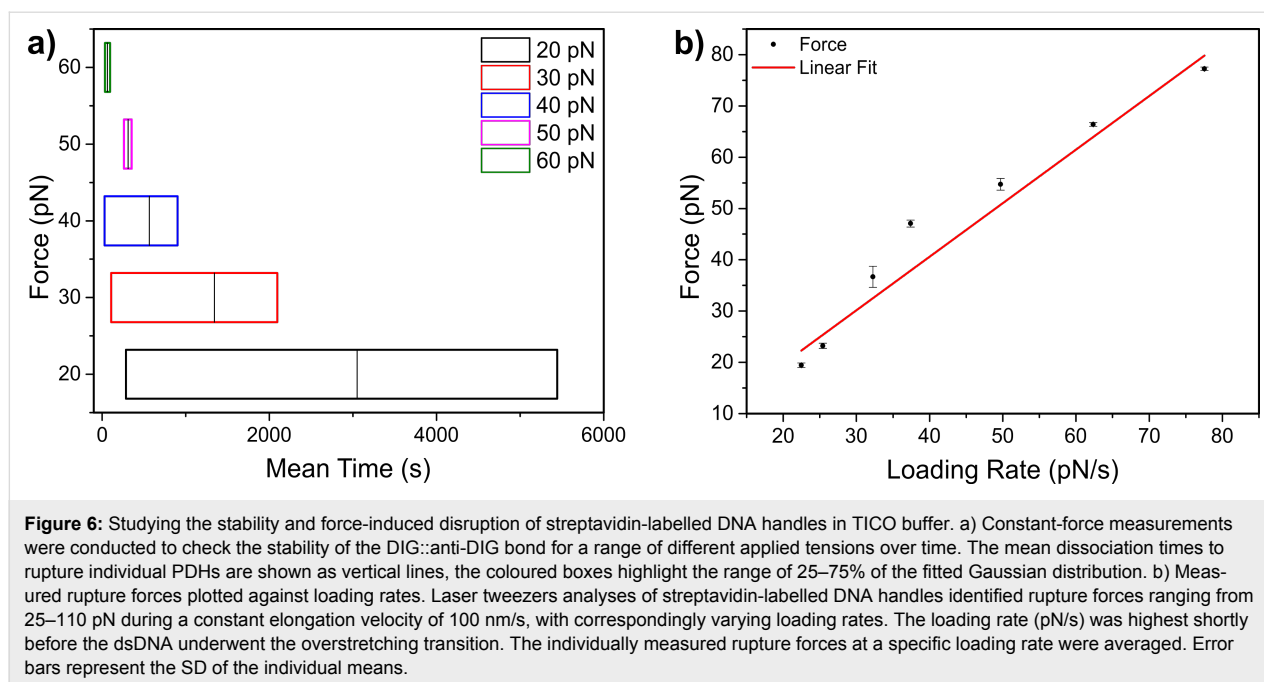 a)
20 pN
30 pN
40 pN
50 pN
60 pN
Force (pN)
60
50
40
30
20
0
2000
4000
6000
Mean Time (s)
b)
Force
Linear Fit
Force (pN)
80
70
60
50
40
30
20
10
20
30
40
50
60
70
80
Loading Rate (pN/s)
Figure 6: Studying the stability and force-induced disruption of streptavidin-labelled DNA handles in TICO buffer. a) Constant-force measurements
were conducted to check the stability of the DIG::anti-DIG bond for a range of different applied tensions over time. The mean dissociation times to
rupture individual PDHs are shown as vertical lines, the coloured boxes highlight the range of 25–75% of the fitted Gaussian distribution. b) Meas-
ured rupture forces plotted against loading rates. Laser tweezers analyses of streptavidin-labelled DNA handles identified rupture forces ranging from
25–110 pN during a constant elongation velocity of 100 nm/s, with correspondingly varying loading rates. The loading rate (pN/s) was highest shortly
before the dsDNA underwent the overstretching transition. The individually measured rupture forces at a specific loading rate were averaged. Error
bars represent the SD of the individual means.